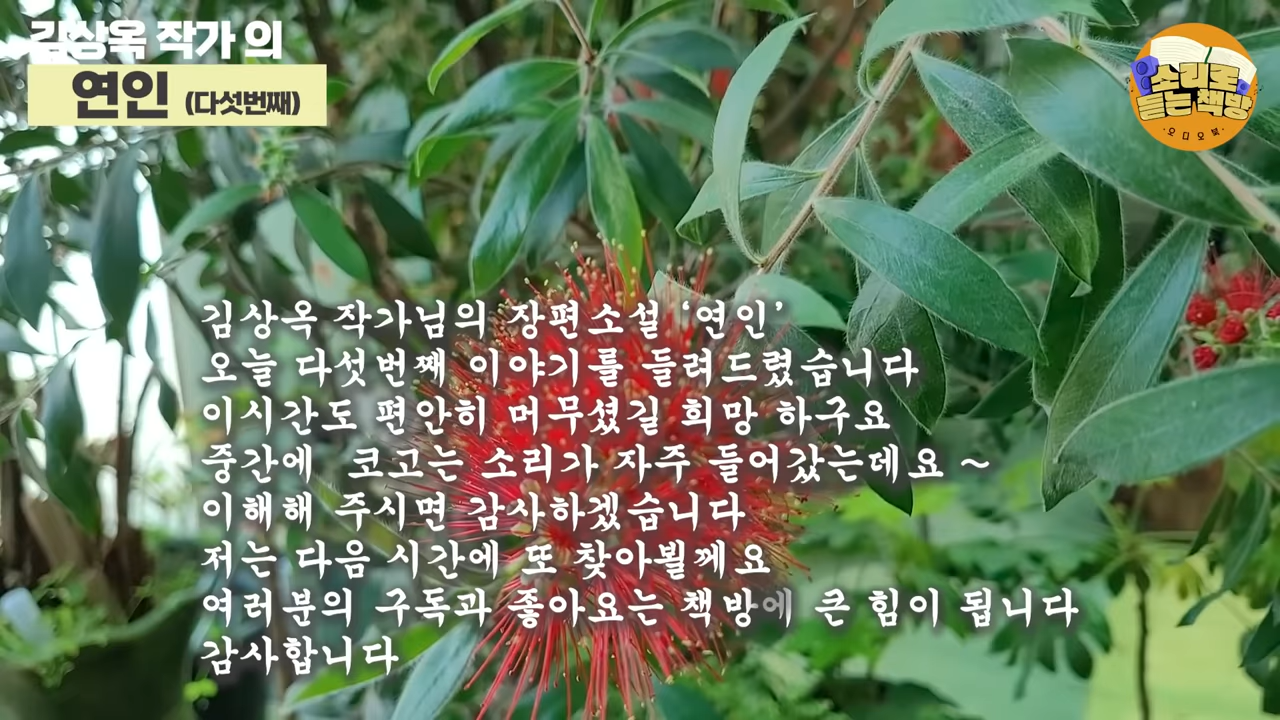 김상옥 작가 의
연인 (다섯번째)
소리로
듣는 책방
·오디오북·
김상옥 작가님의 장편소설 ‘연인’
오늘 다섯번째 이야기를 들려드렸습니다
이시간도 편안히 머무셨길 희망 하구요
중간에 코고는 소리가 자주 들어갔는데요 ~
이해해 주시면 감사하겠습니다
저는 다음 시간에 또 찾아뵐께요
여러분의 구독과 좋아요는 책방에 큰 힘이 됩니다
감사합니다